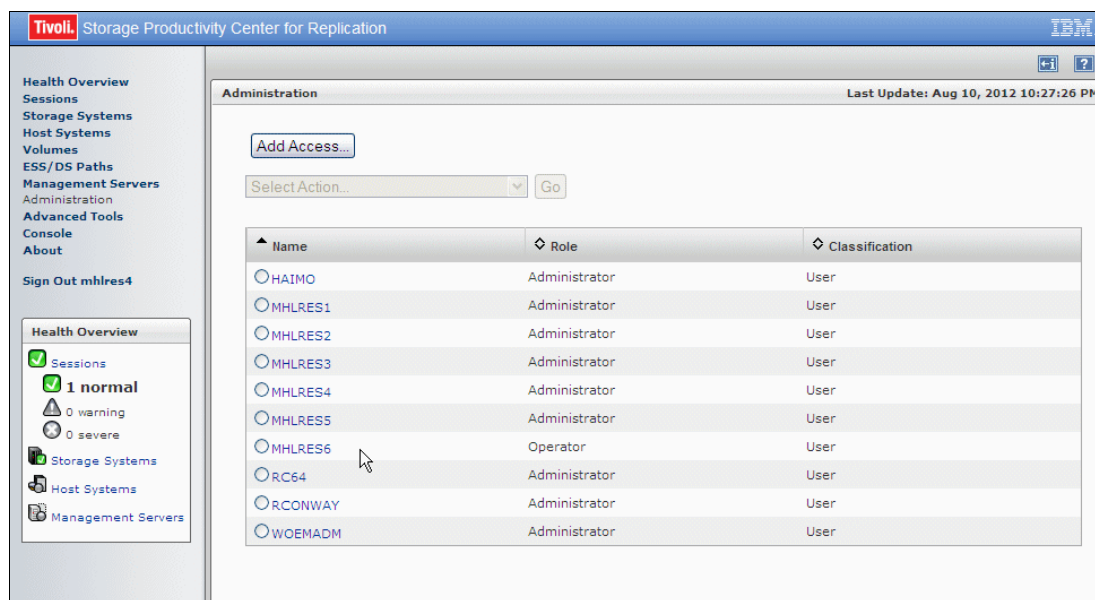 Tivoli. Storage Productivity Center for Replication
IBM
Health Overview
Sessions
Storage Systems
Host Systems
Volumes
ESS/DS Paths
Management Servers
Administration
Advanced Tools
Console
About
Sign Out mhlres4
Health Overview
Sessions
1 normal
0 warning
0 severe
Storage Systems
Host Systems
Management Servers
?
Administration Last Update: Aug 10, 2012 10:27:26 PM
Add Access...
Select Action... Go
Name Role Classification
HAIMO Administrator User
MHLRES1 Administrator User
MHLRES2 Administrator User
MHLRES3 Administrator User
MHLRES4 Administrator User
MHLRES5 Administrator User
MHLRES6 Operator User
RC64 Administrator User
RCONWAY Administrator User
WOEMADM Administrator User